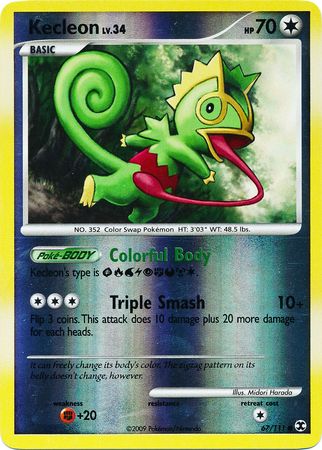 Kecleon LV.34 HP 70
BASIC
NO. 352 Color Swap Pokémon HT: 3'03" WT: 48.5 lbs.
Poké-BODY Colorful Body
Kecleon's type is
Triple Smash 10+
Flip 3 coins. This attack does 10 damage plus 20 more damage
for each heads.
It can freely change its body's color. The zigzag pattern on its
belly doesn't change, however.
Illus. Midori Harada
weakness resistance retreat cost
+20
67/111
©2009 Pokémon/Nintendo